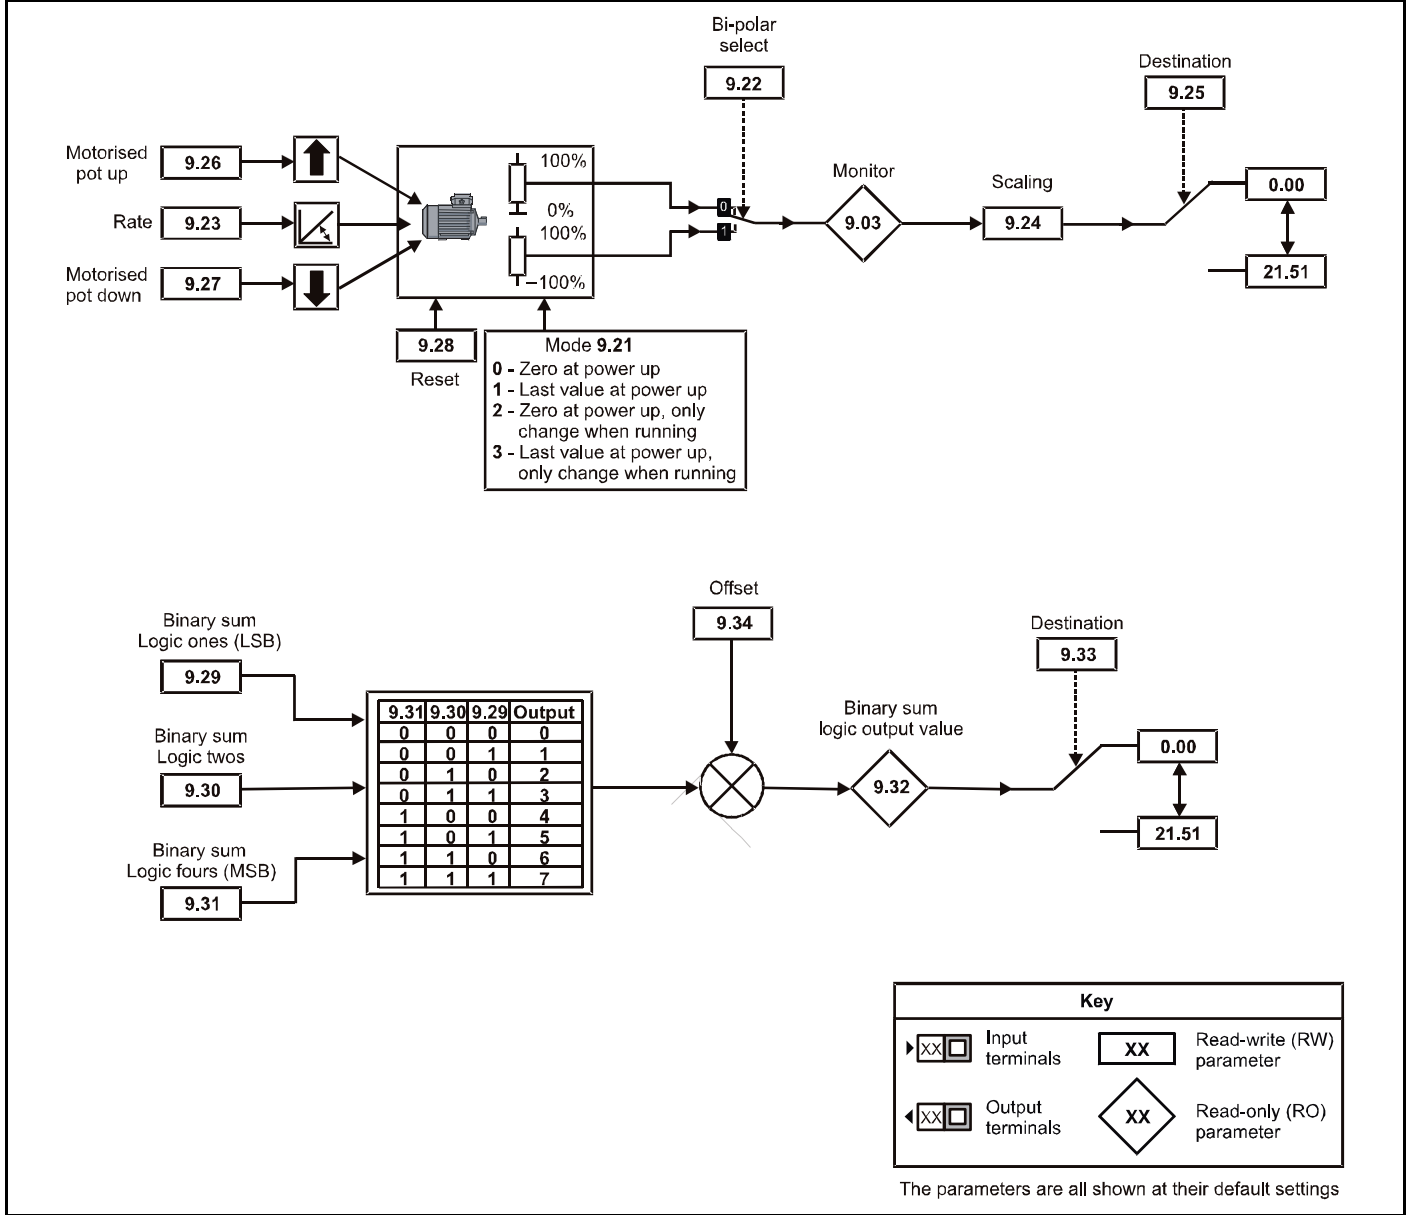 Bi-polar
select
9.22
Destination
9.25
Motorised
pot up
9.26
Rate
9.23
Motorised
pot down
9.27
100%
0%
100%
–100%
0
1
Monitor
9.03
Scaling
9.24
0.00
21.51
9.28
Reset
Mode 9.21
0 - Zero at power up
1 - Last value at power up
2 - Zero at power up, only
change when running
3 - Last value at power up,
only change when running
Binary sum
Logic ones (LSB)
9.29
Binary sum
Logic twos
9.30
Binary sum
Logic fours (MSB)
9.31
9.31 9.30 9.29 Output
0 0 0 0
0 0 1 1
0 1 0 2
0 1 1 3
1 0 0 4
1 0 1 5
1 1 0 6
1 1 1 7
Offset
9.34
Binary sum
logic output value
9.32
Destination
9.33
0.00
21.51
Key
XX Input
terminals
XX Read-write (RW)
parameter
XX Output
terminals
XX Read-only (RO)
parameter
The parameters are all shown at their default settings